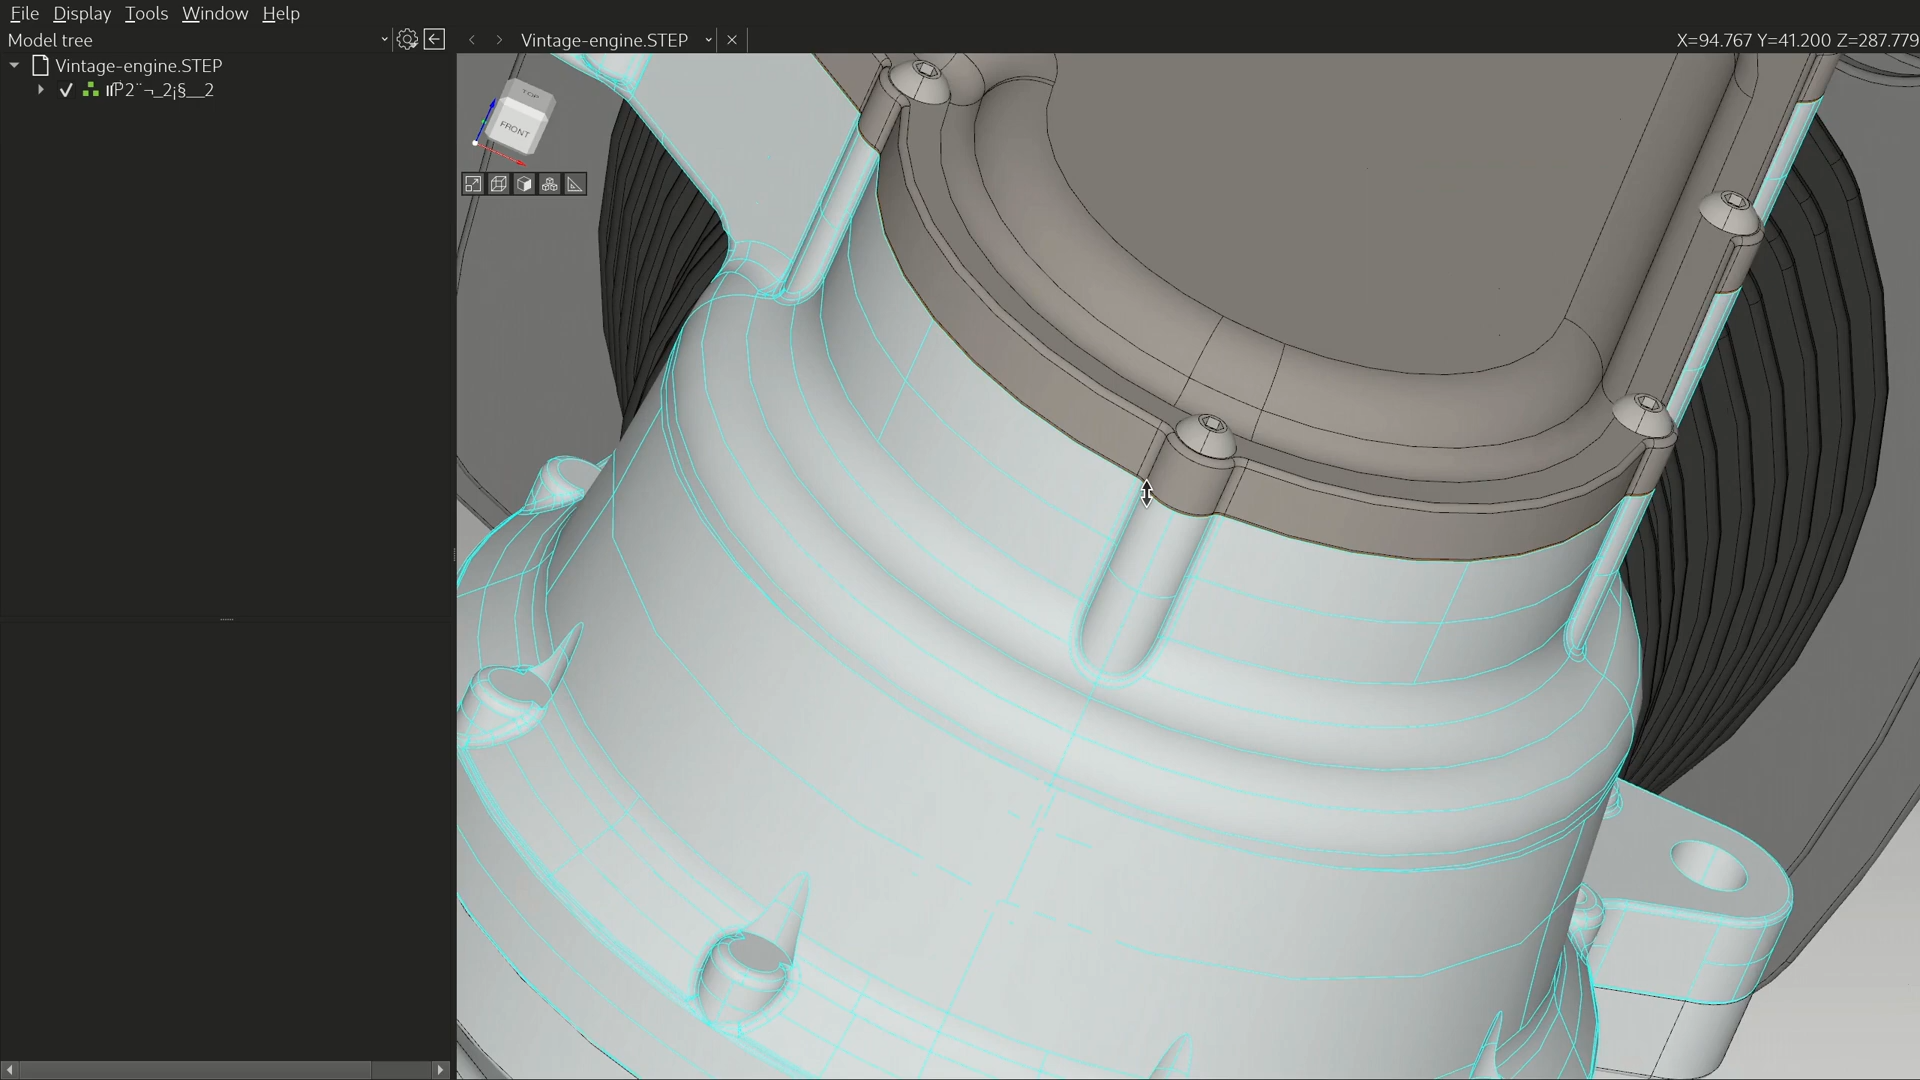 File Display Tools Window Help
Model tree
Vintage-engine.STEP
X=94.767 Y=41.200 Z=287.779
Vintage-engine.STEP
TOP
FRONT